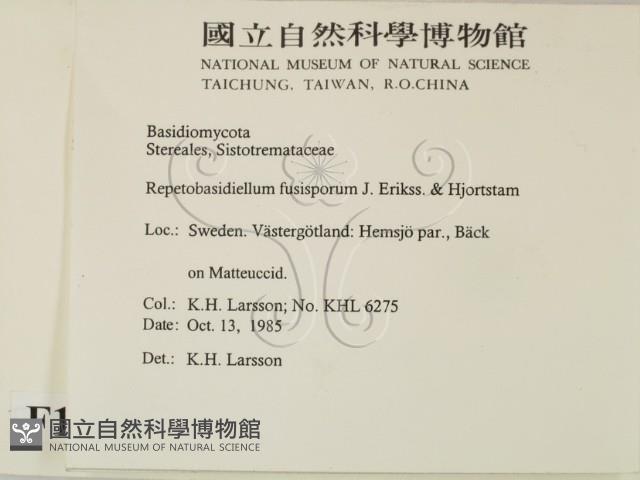 國立自然科學博物館
NATIONAL MUSEUM OF NATURAL SCIENCE
TAICHUNG, TAIWAN, R.O.CHINA
Basidiomycota
Stereales, Sistotremataceae
Repetobasidiellum fusisporum J. Erikss. & Hjortstam
Loc.: Sweden. Västergötland: Hemsjö par., Bäck
on Matteuccid.
Col.: K.H. Larsson; No. KHL 6275
Date: Oct. 13, 1985
Det.: K.H. Larsson
F1
國立自然科學博物館
NATIONAL MUSEUM OF NATURAL SCIENCE